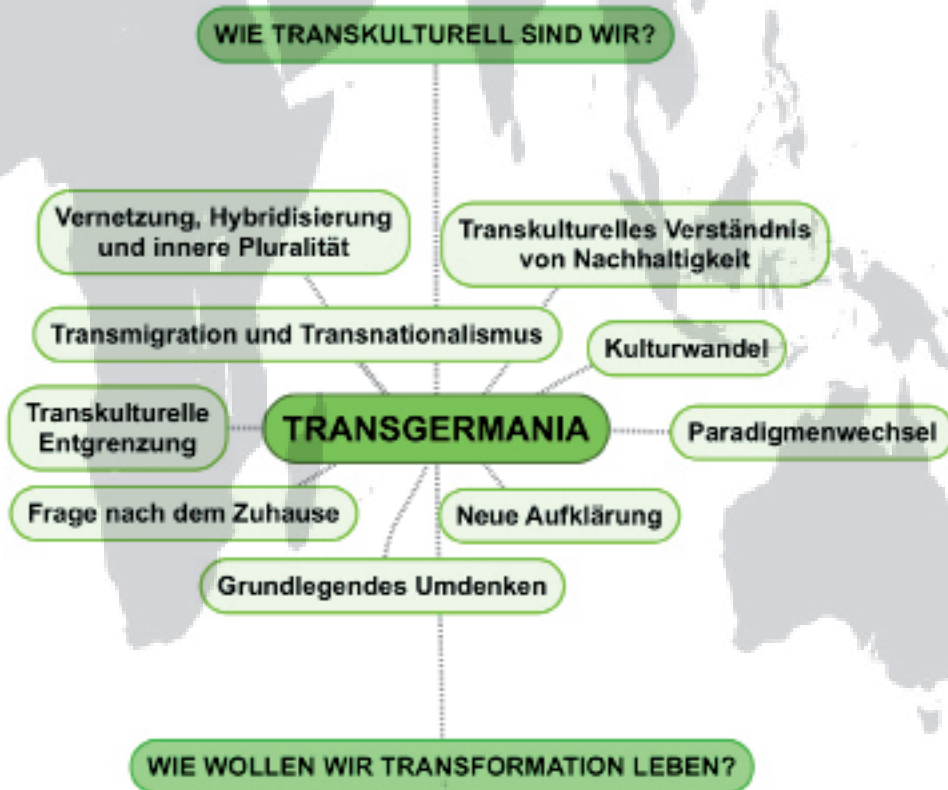 WIE TRANSKULTURELL SIND WIR?
Vernetzung, Hybridisierung
und innere Pluralität
Transkulturelles Verständnis
von Nachhaltigkeit
Transmigration und Transnationalismus
Kulturwandel
Transkulturelle
Entgrenzung
TRANSGERMANIA
Paradigmenwechsel
Frage nach dem Zuhause
Neue Aufklärung
Grundlegendes Umdenken
WIE WOLLEN WIR TRANSFORMATION LEBEN?